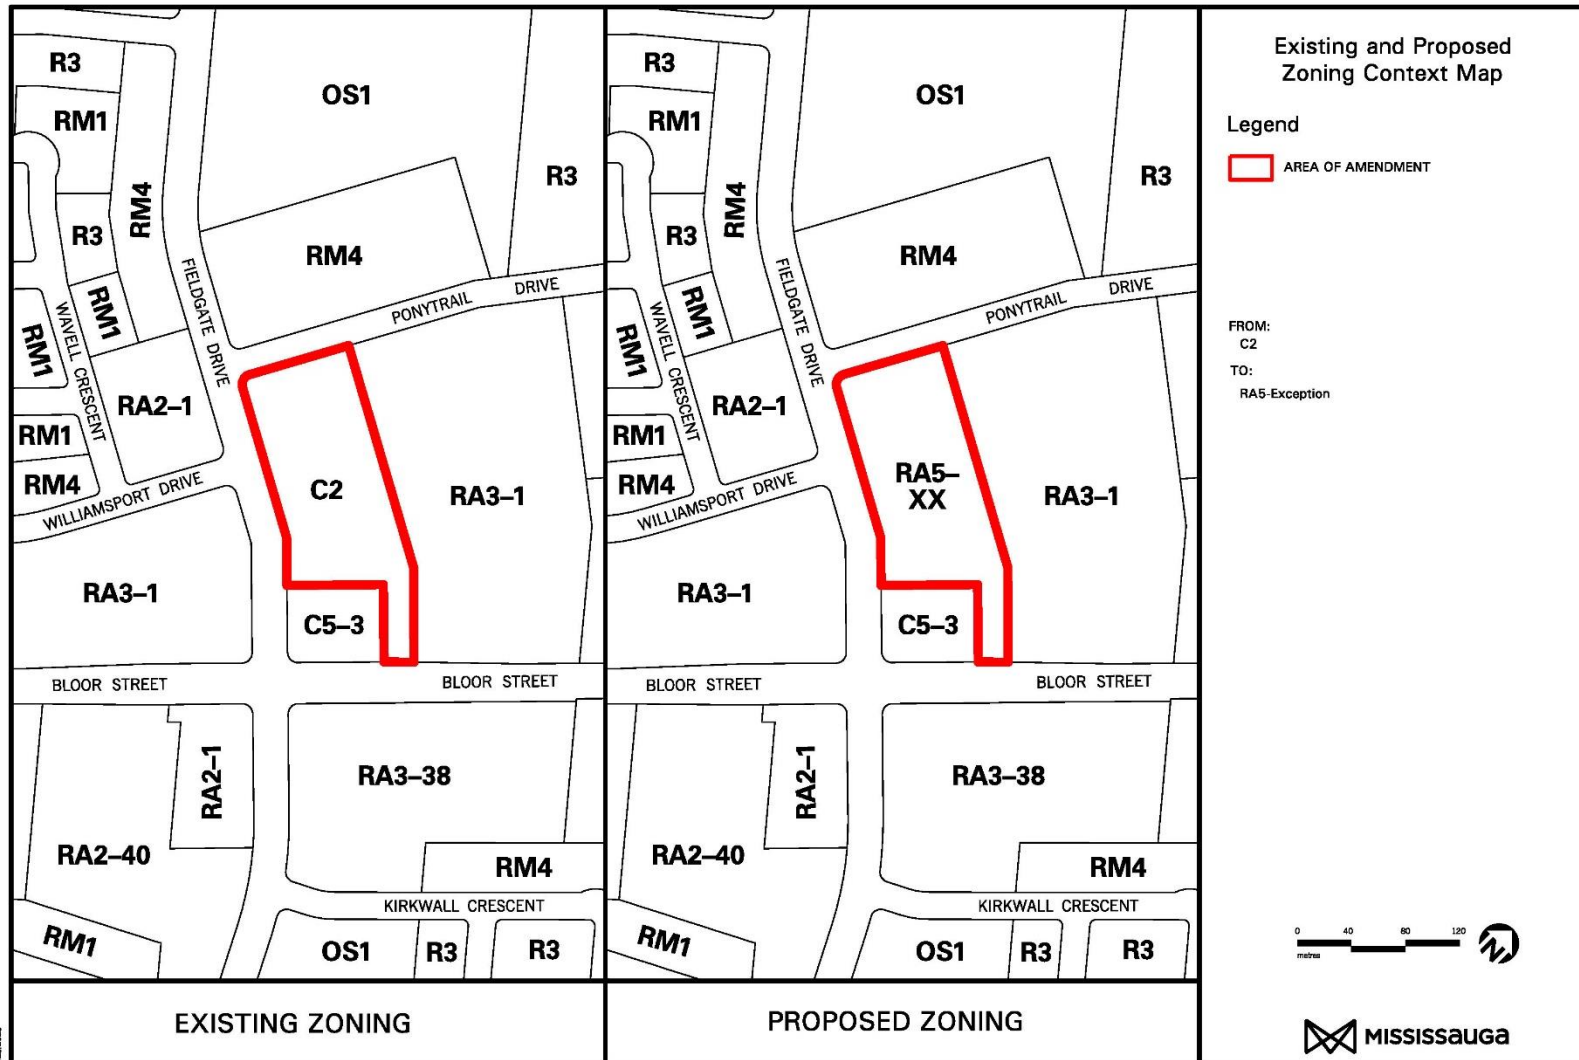 R3
RM1
OS1
RM4
R3
R3
RM4
FIELDGATE DRIVE
WAVELL CRESCENT
RM1
RM1
PONYTRAIL DRIVE
RA2–1
RM1
RM4
WILLIAMSPORT DRIVE
C2
RA3–1
RA3–1
C5–3
BLOOR STREET
BLOOR STREET
RA2–1
RA3–38
RA2–40
RM4
KIRKWALL CRESCENT
RM1
OS1
R3
R3
EXISTING ZONING
R3
RM1
OS1
RM4
R3
R3
RM4
FIELDGATE DRIVE
WAVELL CRESCENT
RM1
RM1
PONYTRAIL DRIVE
RA2–1
RM1
RM4
WILLIAMSPORT DRIVE
RA5–
XX
RA3–1
RA3–1
C5–3
BLOOR STREET
BLOOR STREET
RA2–1
RA3–38
RA2–40
RM4
KIRKWALL CRESCENT
RM1
OS1
R3
R3
PROPOSED ZONING
Existing and Proposed
Zoning Context Map
Legend
AREA OF AMENDMENT
FROM:
C2
TO:
RA5-Exception
0 40 80 120
metres
N
MISSISSAUGA